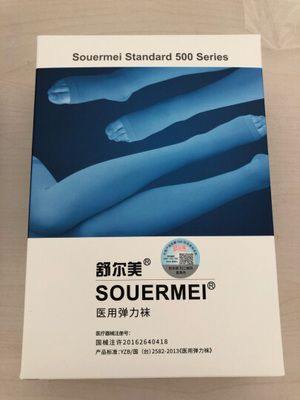 Souermei Standard 500 Series
舒尔美®
SOUERMEI®
医用弹力袜
医疗器械注册号:
国械注许20162640418
产品标准:YZB/国(台)2582-2013《医用弹力袜》